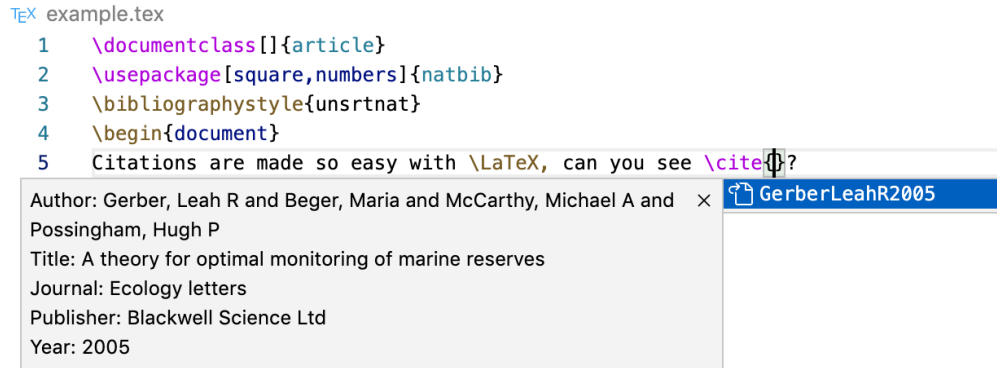 TEX example.tex
1 \documentclass[]{article}
2 \usepackage[square,numbers]{natbib}
3 \bibliographystyle{unsrtnat}
4 \begin{document}
5 Citations are made so easy with \LaTeX, can you see \cite{}?
Author: Gerber, Leah R and Beger, Maria and McCarthy, Michael A and
Possingham, Hugh P
Title: A theory for optimal monitoring of marine reserves
Journal: Ecology letters
Publisher: Blackwell Science Ltd
Year: 2005
GerberLeahR2005